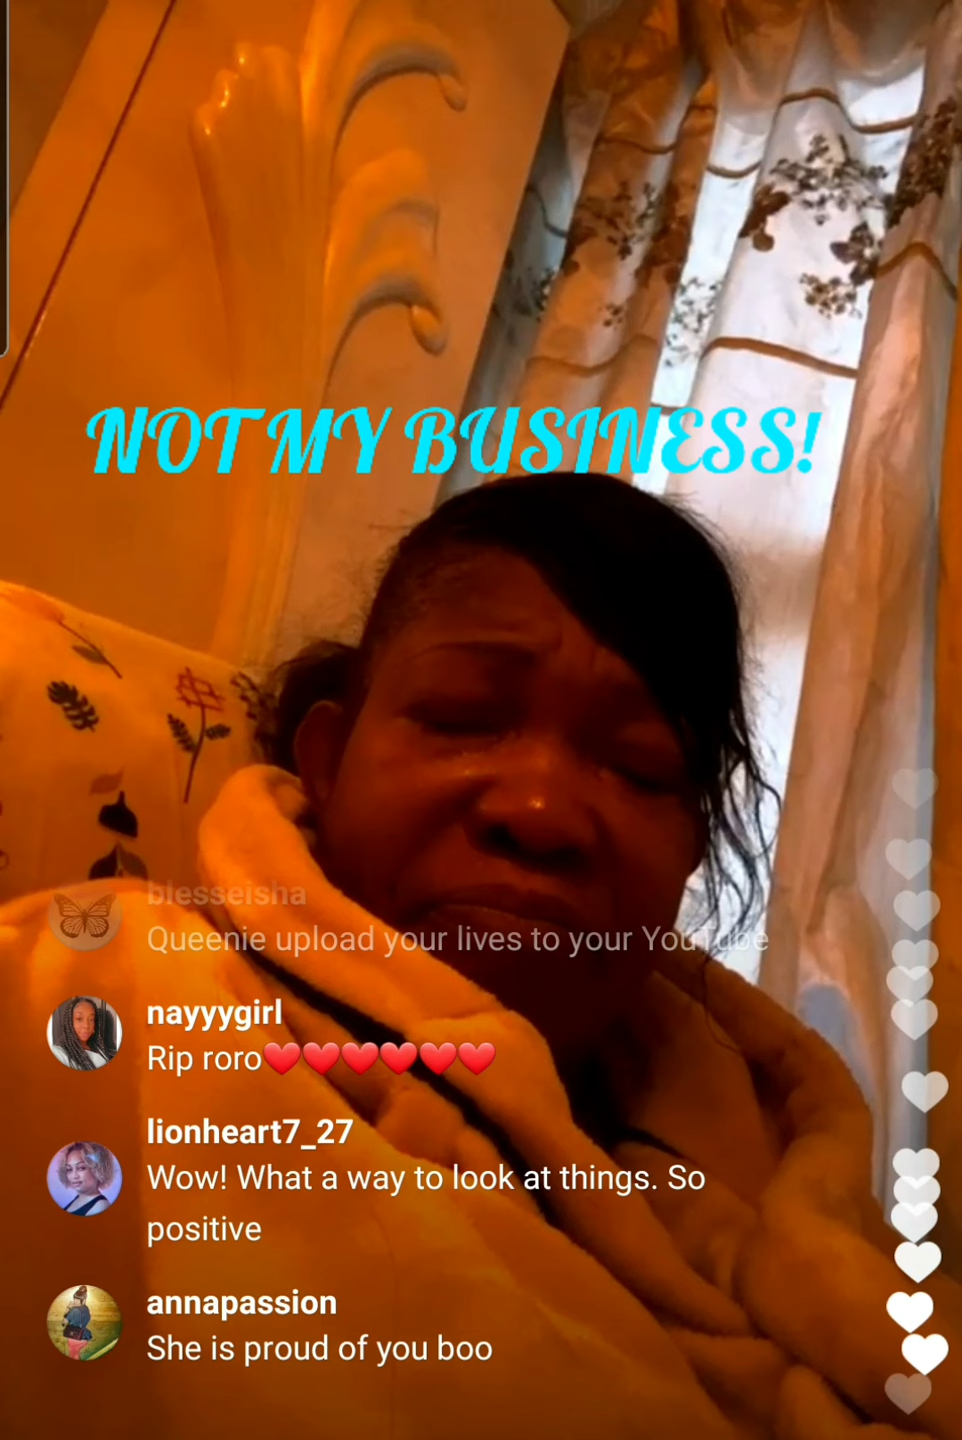 NOT MY BUSINESS!
blesseisha
Queenie upload your lives to your YouTube
nayyygirl
Rip roro❤️❤️❤️❤️❤️❤️
lionheart7_27
Wow! What a way to look at things. So
positive
annapassion
She is proud of you boo